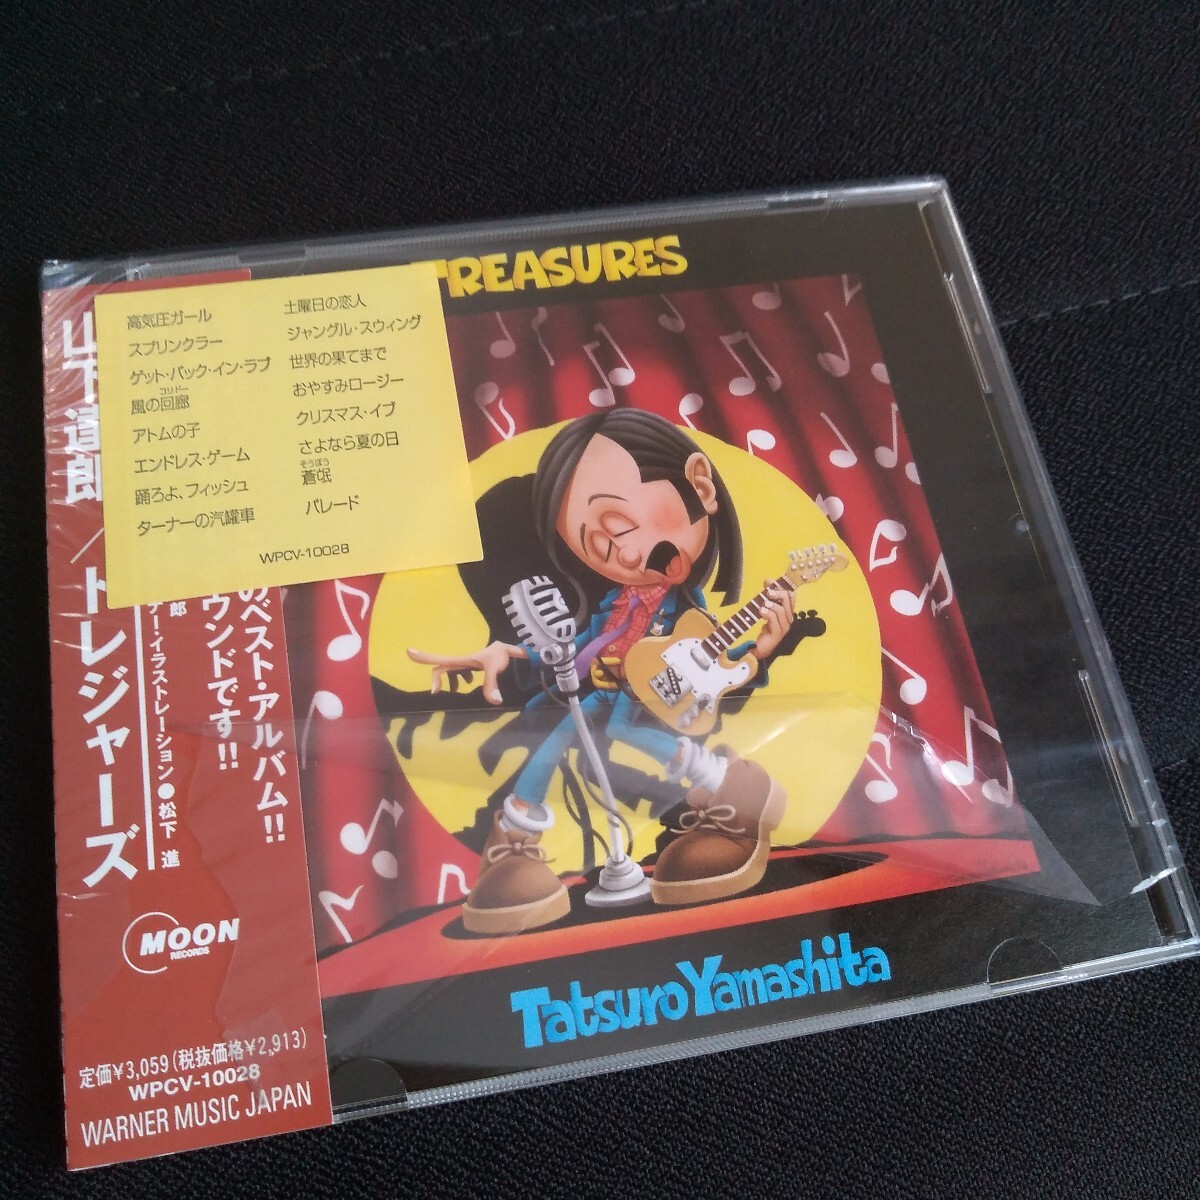 TREASURES
高気圧ガール
スプリンクラー
ゲット・バック・イン・ラブ
コリドー
風の回廊
アトムの子
エンドレス・ゲーム
踊ろよ、フィッシュ
ターナーの汽罐車
土曜日の恋人
ジャングル・スウィング
世界の果てまで
おやすみロージー
クリスマス・イブ
さよなら夏の日
そうぼう
蒼氓
パレード
WPCV-10028
山下達郎/トレジャーズ
のベスト・アルバム!!
ウンドです!!
郎
ナー・イラストレーション●松下 進
MOON
RECORDS
定価¥3,059(税抜価格¥2,913)
WPCV-10028
WARNER MUSIC JAPAN
Tatsuro Yamashita